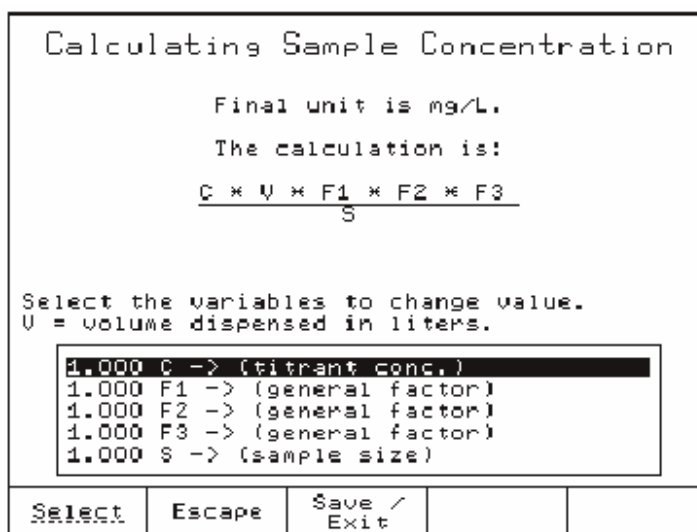 Calculating Sample Concentration
Final unit is mg/L.
The calculation is:
C * V * F1 * F2 * F3
S
Select the variables to change value.
V = volume dispensed in liters.
1.000 C -> (titrant conc.)
1.000 F1 -> (general factor)
1.000 F2 -> (general factor)
1.000 F3 -> (general factor)
1.000 S -> (sample size)
Select Escape Save /
Exit